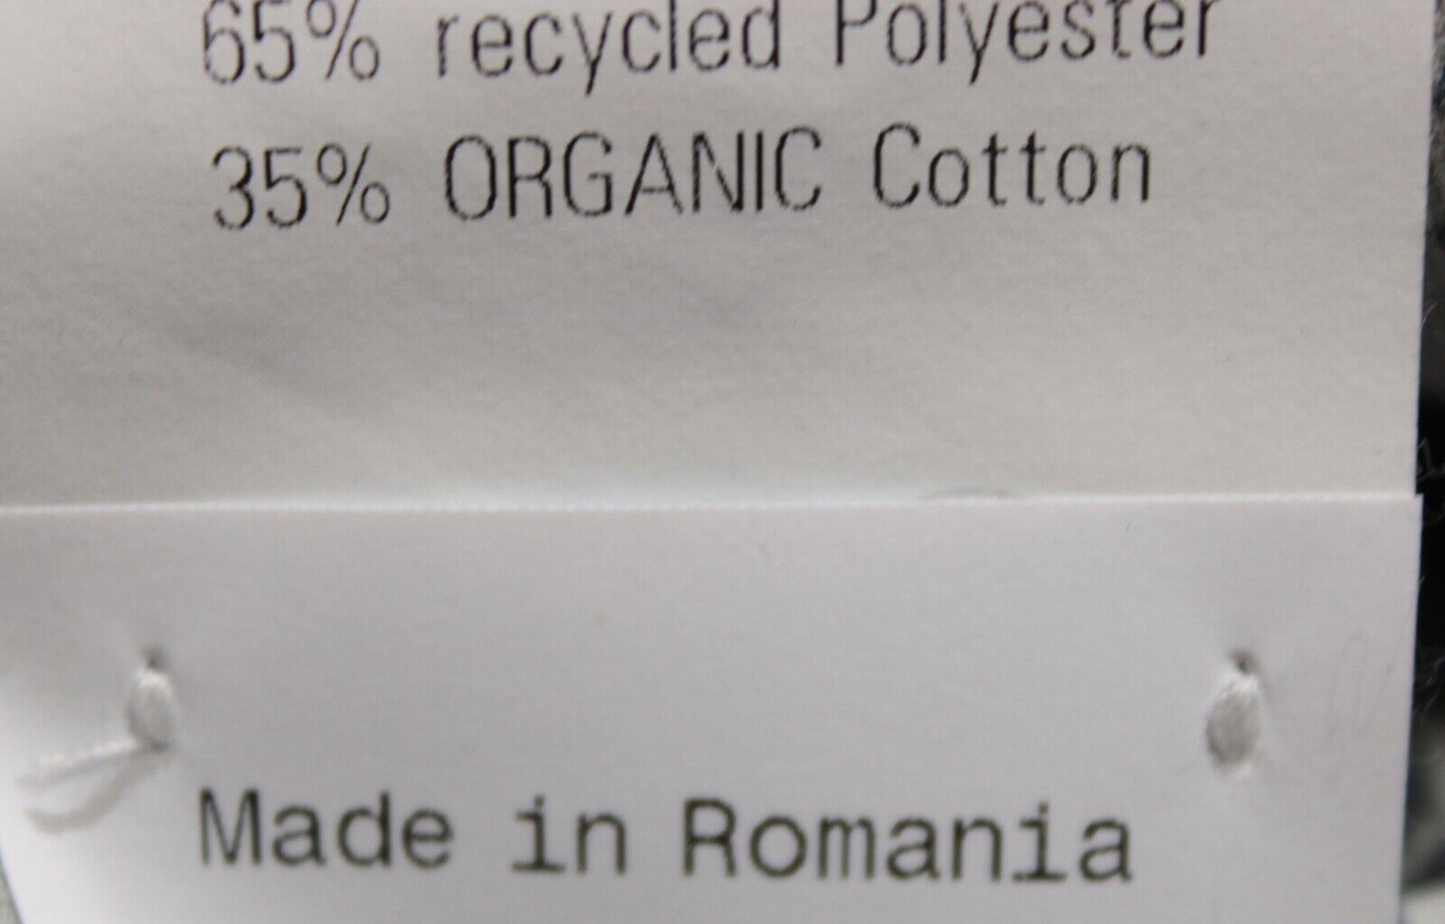 65% recycled Polyester
35% ORGANIC Cotton
Made in Romania